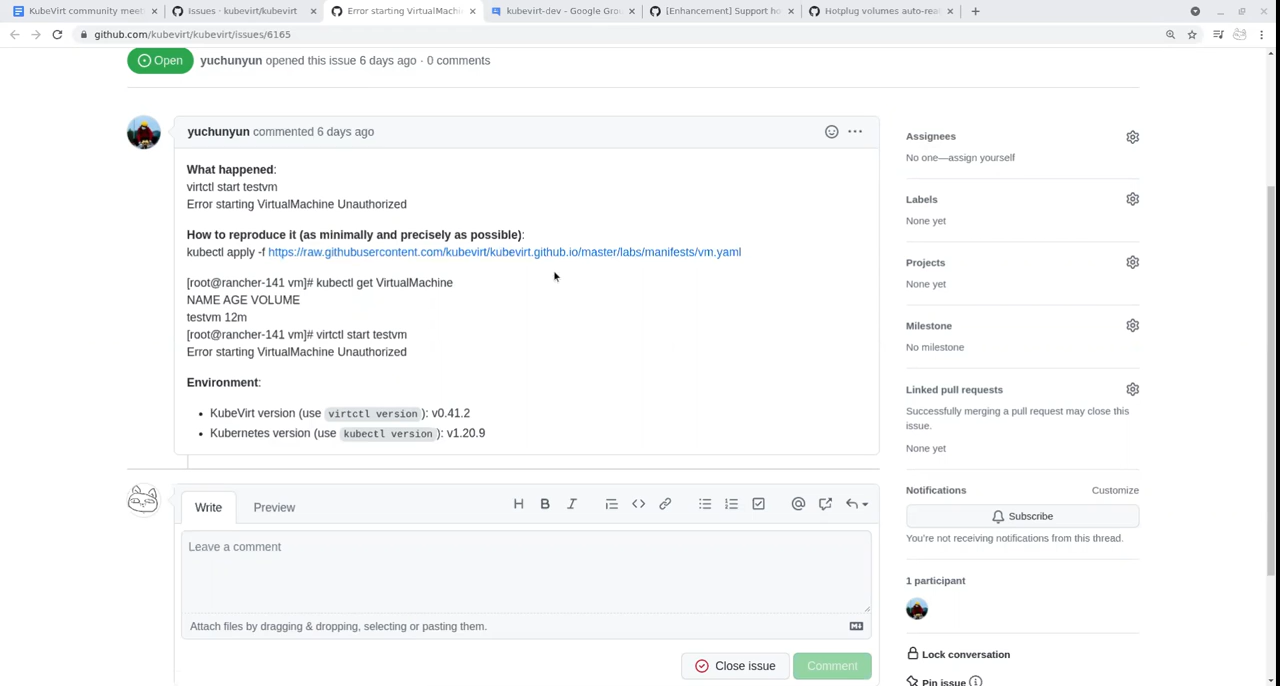 KubeVirt community meet
Issues · kubevirt/kubevirt
Error starting VirtualMachine
kubevirt-dev - Google Gro
[Enhancement] Support ho
Hotplug volumes auto-rea
github.com/kubevirt/kubevirt/issues/6165
Open
yuchunyun opened this issue 6 days ago · 0 comments
yuchunyun commented 6 days ago
What happened:
virtctl start testvm
Error starting VirtualMachine Unauthorized
How to reproduce it (as minimally and precisely as possible):
kubectl apply -f https://raw.githubusercontent.com/kubevirt/kubevirt.github.io/master/labs/manifests/vm.yaml
[root@rancher-141 vm]# kubectl get VirtualMachine
NAME AGE VOLUME
testvm 12m
[root@rancher-141 vm]# virtctl start testvm
Error starting VirtualMachine Unauthorized
Environment:
• KubeVirt version (use virtctl version): v0.41.2
• Kubernetes version (use kubectl version): v1.20.9
Write
Preview
Leave a comment
Attach files by dragging & dropping, selecting or pasting them.
Close issue
Comment
Assignees
No one—assign yourself
Labels
None yet
Projects
None yet
Milestone
No milestone
Linked pull requests
Successfully merging a pull request may close this
issue.
None yet
Notifications
Customize
Subscribe
You're not receiving notifications from this thread.
1 participant
Lock conversation
Pin issue